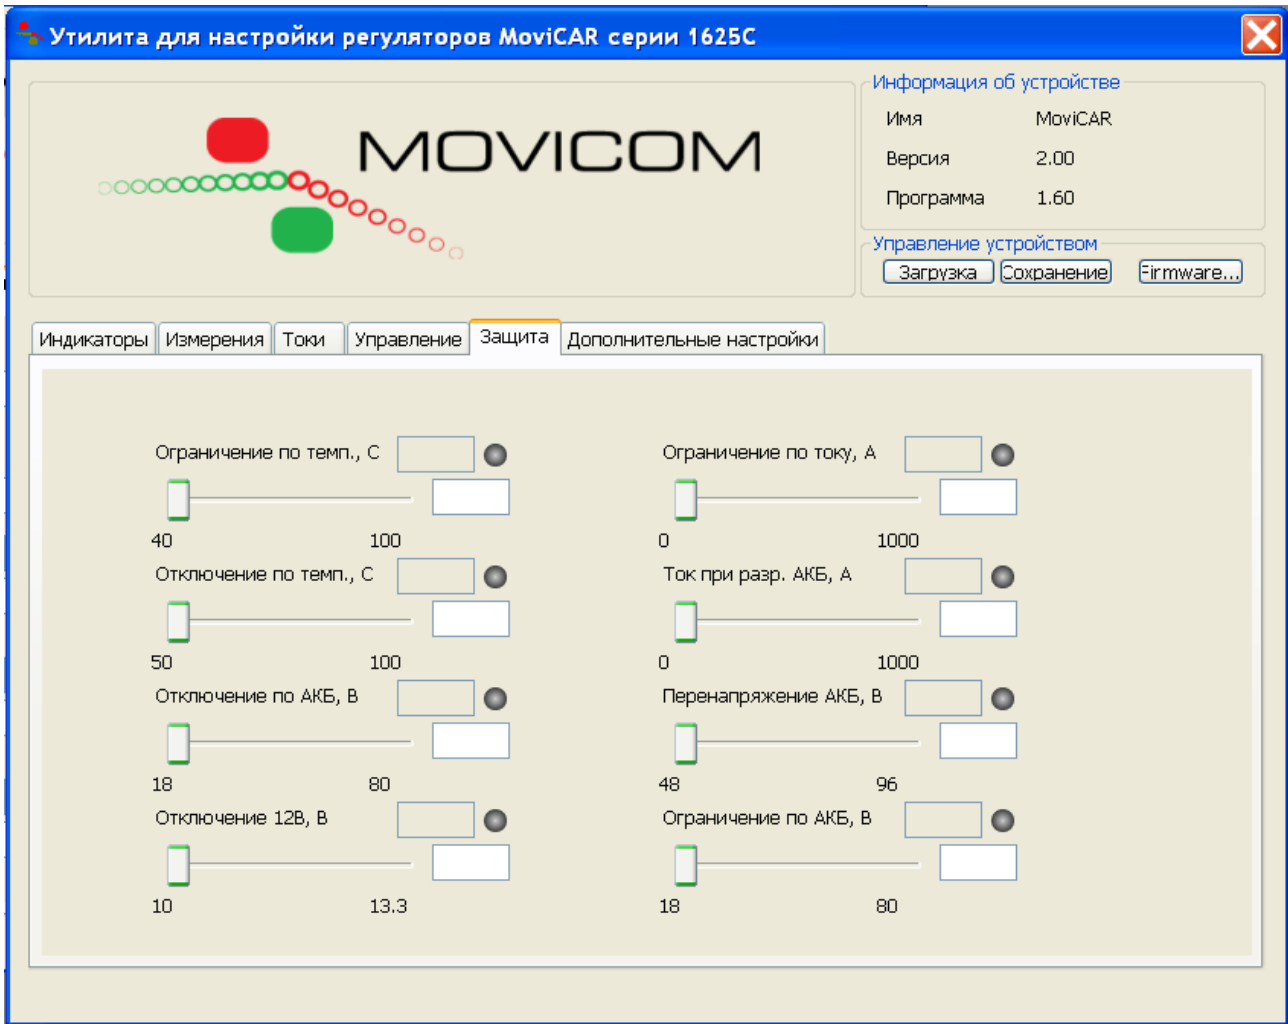 Утилита для настройки регуляторов MoviCAR серии 1625C
MOVICOM
Информация об устройстве
Имя MoviCAR
Версия 2.00
Программа 1.60
Управление устройством
Загрузка Сохранение Firmware...
Индикаторы Измерения Токи Управление Защита Дополнительные настройки
Ограничение по темп., С
40 100
Ограничение по току, А
0 1000
Отключение по темп., С
50 100
Ток при разр. АКБ, А
0 1000
Отключение по АКБ, В
18 80
Перенапряжение АКБ, В
48 96
Отключение 12В, В
10 13.3
Ограничение по АКБ, В
18 80